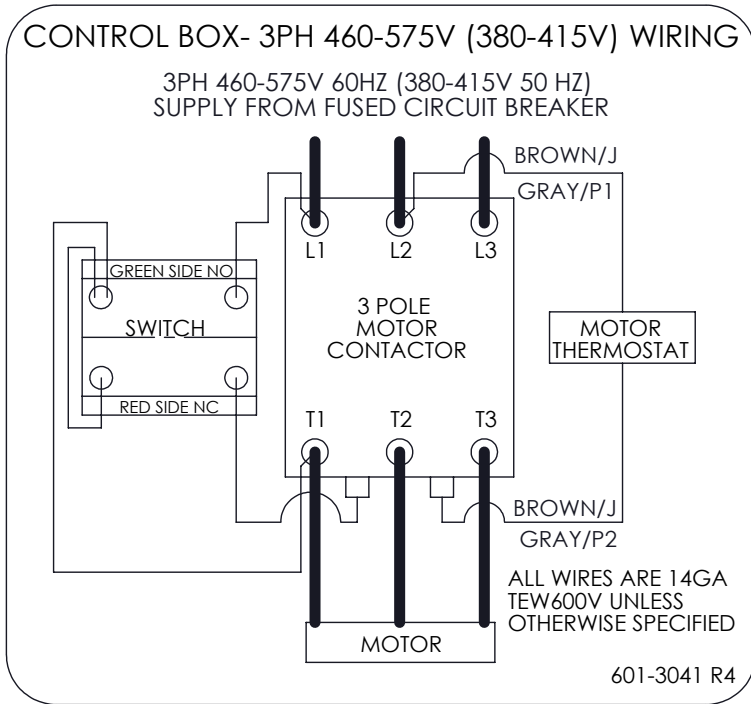 CONTROL BOX- 3PH 460-575V (380-415V) WIRING
3PH 460-575V 60HZ (380-415V 50 HZ)
SUPPLY FROM FUSED CIRCUIT BREAKER
BROWN/J
GRAY/P1
L1 L2 L3
GREEN SIDE NO
SWITCH
RED SIDE NC
3 POLE
MOTOR
CONTACTOR
MOTOR
THERMOSTAT
T1 T2 T3
BROWN/J
GRAY/P2
ALL WIRES ARE 14GA
TEW600V UNLESS
OTHERWISE SPECIFIED
MOTOR
601-3041 R4